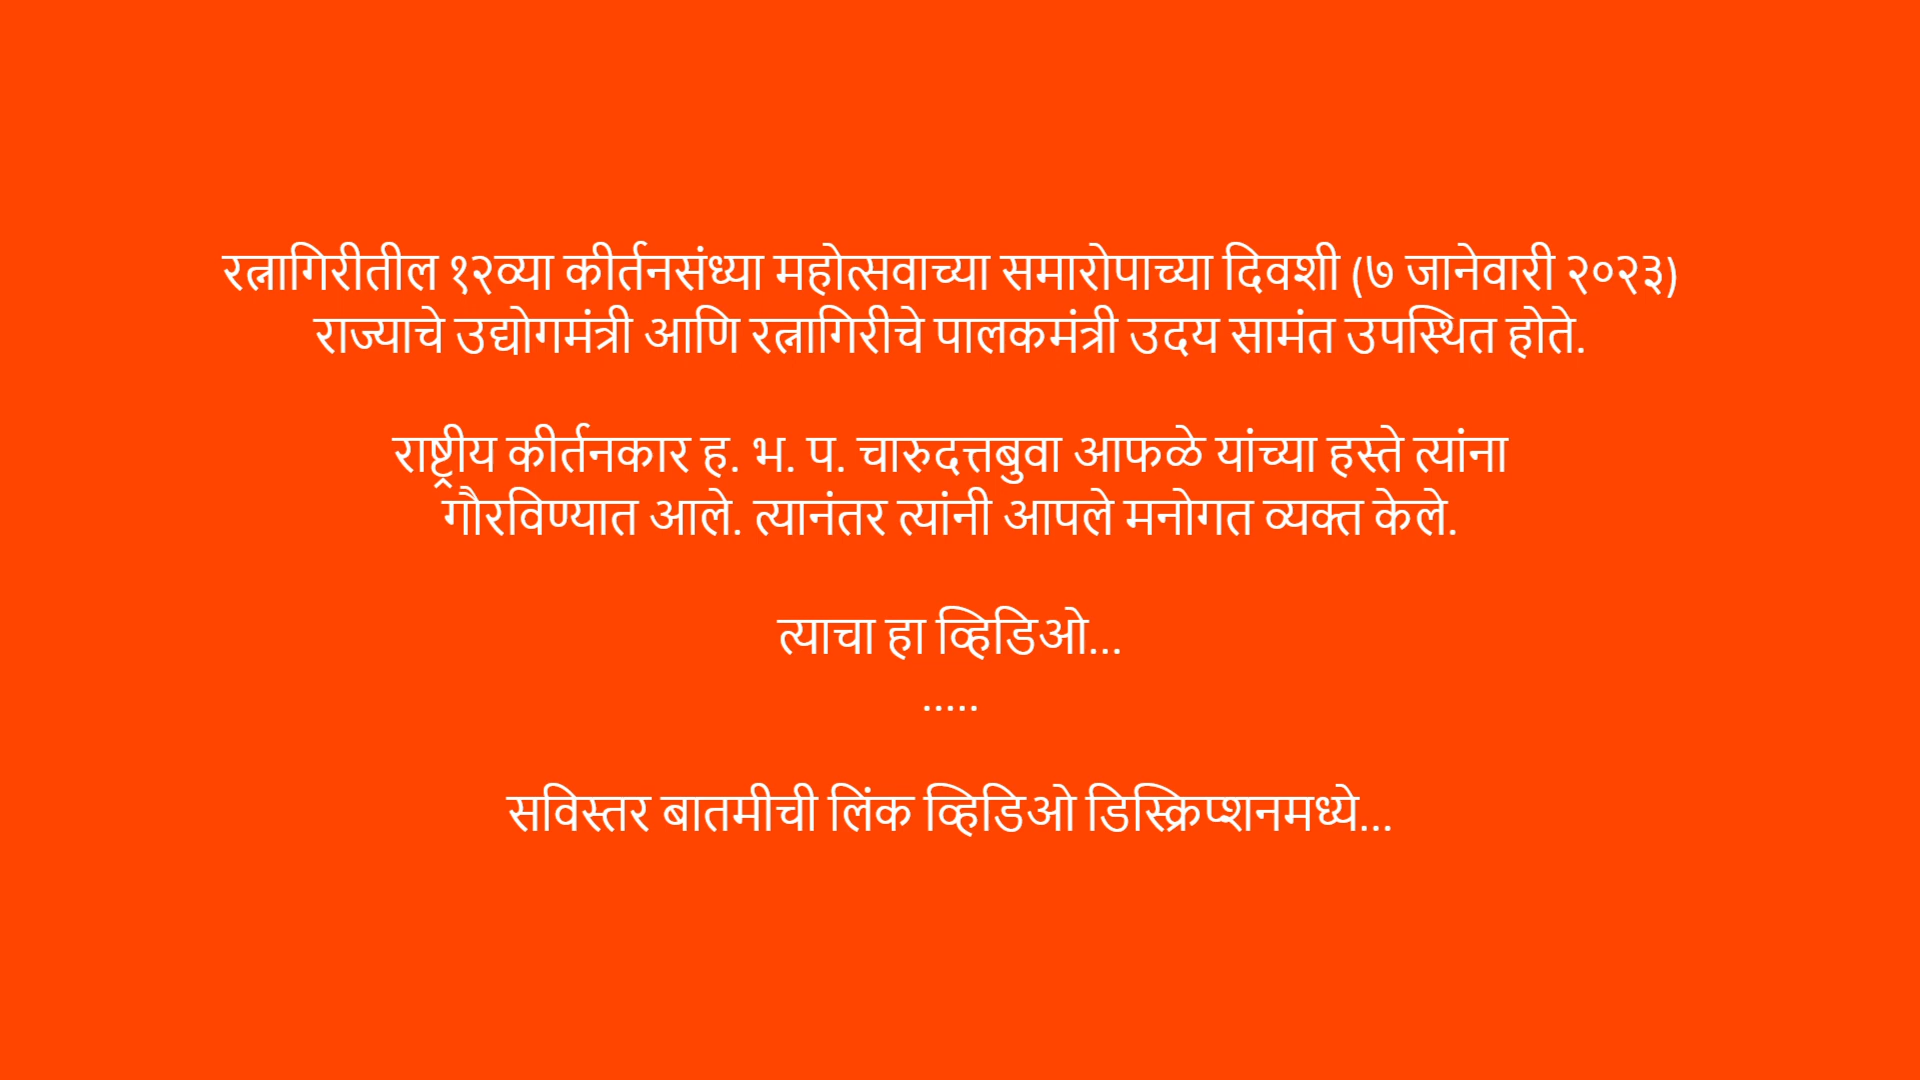 रत्नागिरीतील १२व्या कीर्तनसंध्या महोत्सवाच्या समारोपाच्या दिवशी (७ जानेवारी २०२३)
राज्याचे उद्योगमंत्री आणि रत्नागिरीचे पालकमंत्री उदय सामंत उपस्थित होते.
राष्ट्रीय कीर्तनकार ह. भ. प. चारुदत्तबुवा आफळे यांच्या हस्ते त्यांना
गौरविण्यात आले. त्यानंतर त्यांनी आपले मनोगत व्यक्त केले.
त्याचा हा व्हिडिओ...
.....
सविस्तर बातमीची लिंक व्हिडिओ डिस्क्रिप्शनमध्ये...